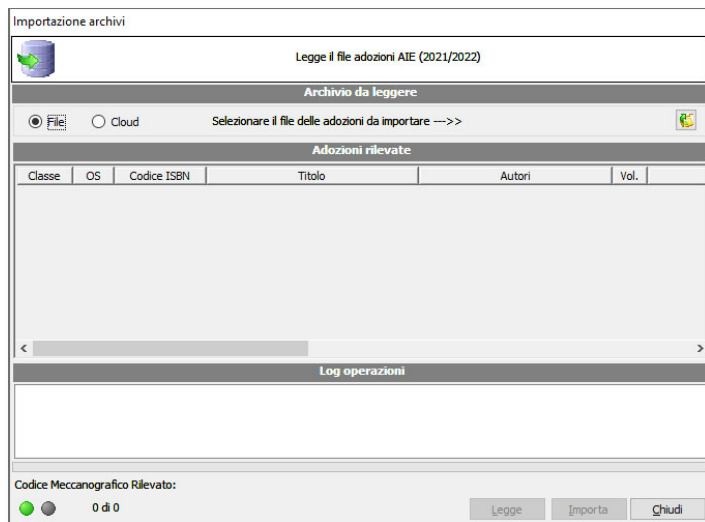 Importazione archivi
Legge il file adozioni AIE (2021/2022)
Archivio da leggere
File Cloud Selezionare il file delle adozioni da importare --->>
Adozioni rilevate
Classe OS Codice ISBN Titolo Autori Vol.
Log operazioni
Codice Meccanografico Rilevato:
0 di 0 Legge Importa Chiudi